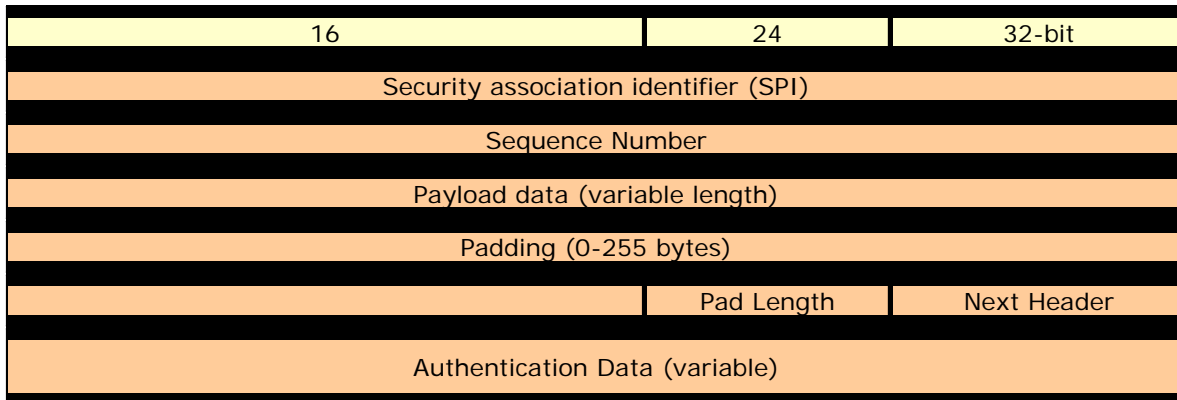 16 24 32-bit
Security association identifier (SPI)
Sequence Number
Payload data (variable length)
Padding (0-255 bytes)
Pad Length Next Header
Authentication Data (variable)